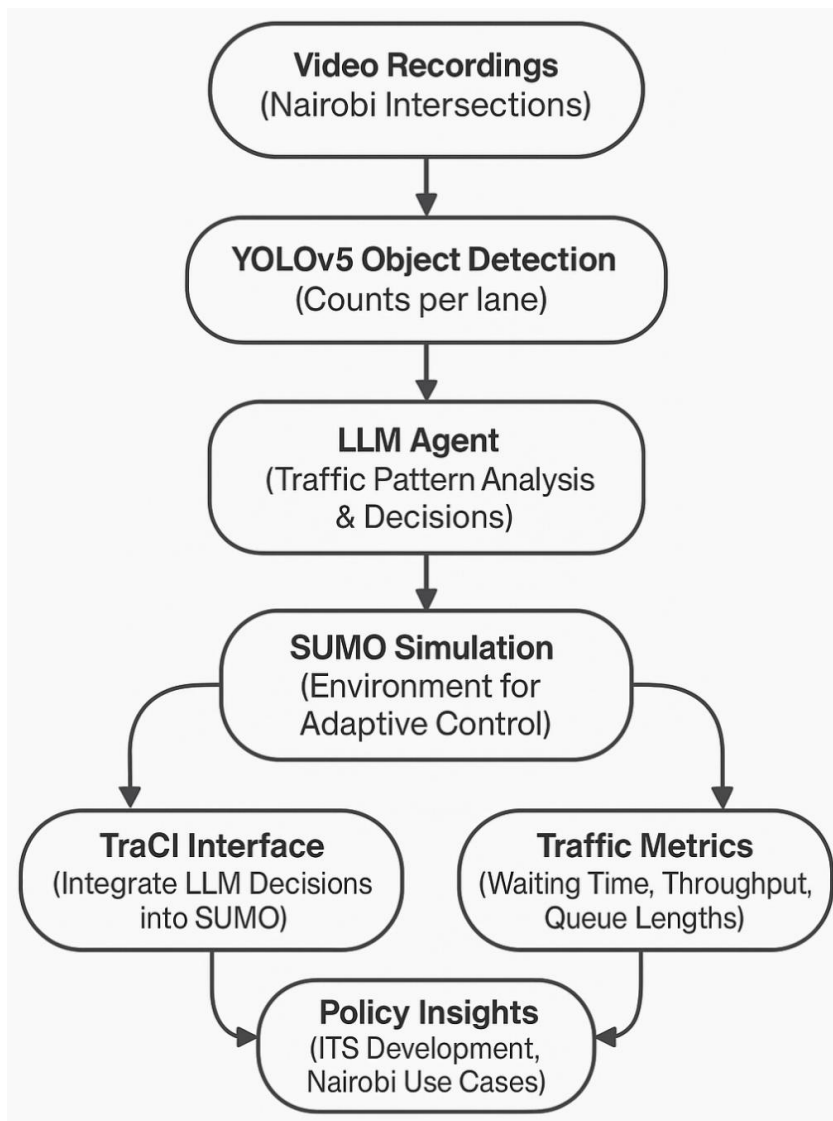 Video Recordings
(Nairobi Intersections)
YOLOv5 Object Detection
(Counts per lane)
LLM Agent
(Traffic Pattern Analysis
& Decisions)
SUMO Simulation
(Environment for
Adaptive Control)
TraCI Interface
(Integrate LLM Decisions
into SUMO)
Traffic Metrics
(Waiting Time, Throughput,
Queue Lengths)
Policy Insights
(ITS Development,
Nairobi Use Cases)